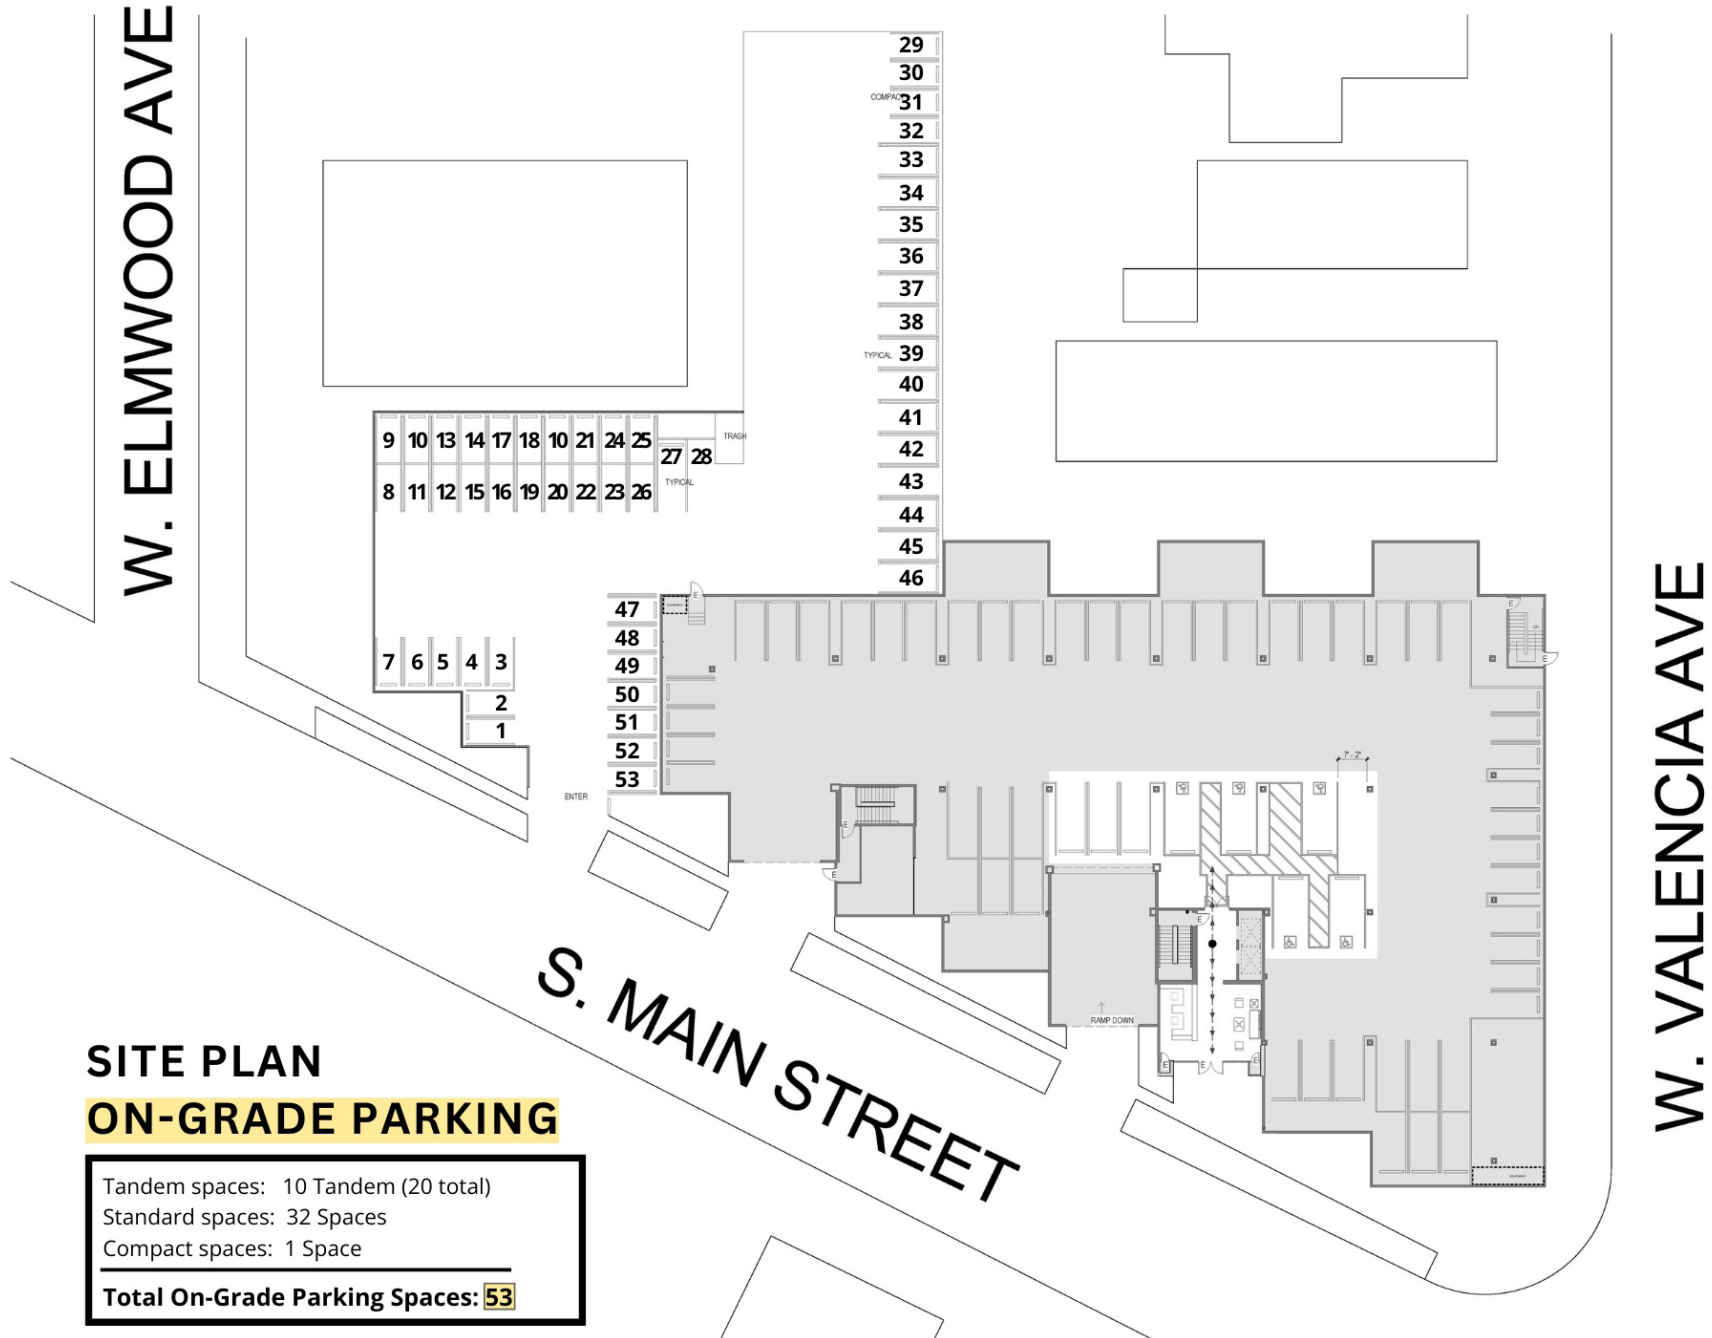 W. ELMWOOD AVE
29
30
COMPACT
31
32
33
34
35
36
37
38
TYPICAL
39
40
41
42
43
44
45
46
9 10 13 14 17 18 10 21 24 25
TRASH
27 28
TYPICAL
8 11 12 15 16 19 20 22 23 26
E
47
48
49
50
51
52
53
7 6 5 4 3
2
1
ENTER
E
E
7' - 2"
E
E
E
RAMP DOWN
E
E
E
W. VALENCIA AVE
S. MAIN STREET
SITE PLAN
ON-GRADE PARKING
Tandem spaces: 10 Tandem (20 total)
Standard spaces: 32 Spaces
Compact spaces: 1 Space
Total On-Grade Parking Spaces: 53